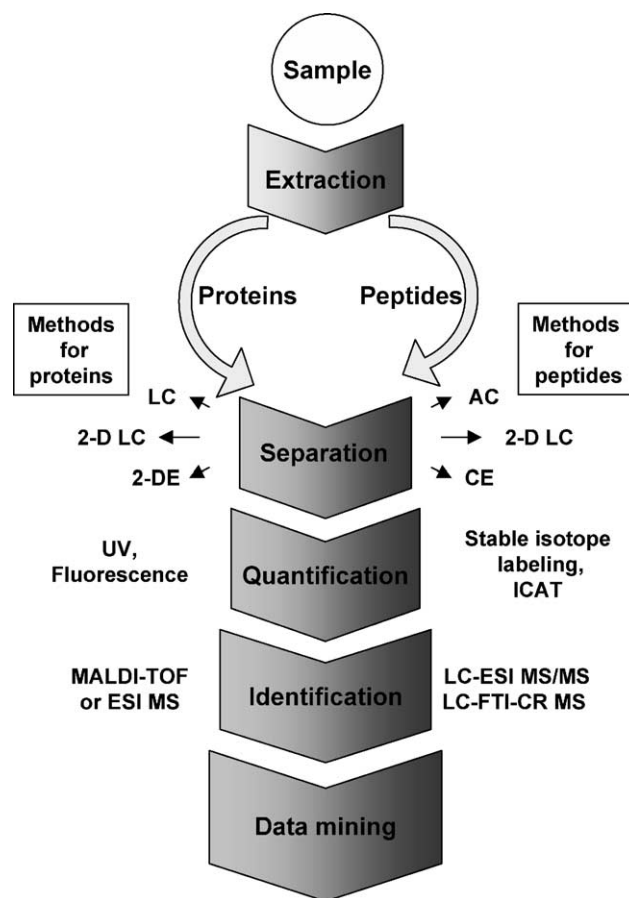 Sample
Extraction
Proteins
Peptides
Methods
for
proteins
Methods
for
peptides
LC
2-D LC
2-DE
Separation
AC
2-D LC
CE
UV,
Fluorescence
Quantification
Stable isotope
labeling,
ICAT
MALDI-TOF
or ESI MS
Identification
LC-ESI MS/MS
LC-FTI-CR MS
Data mining